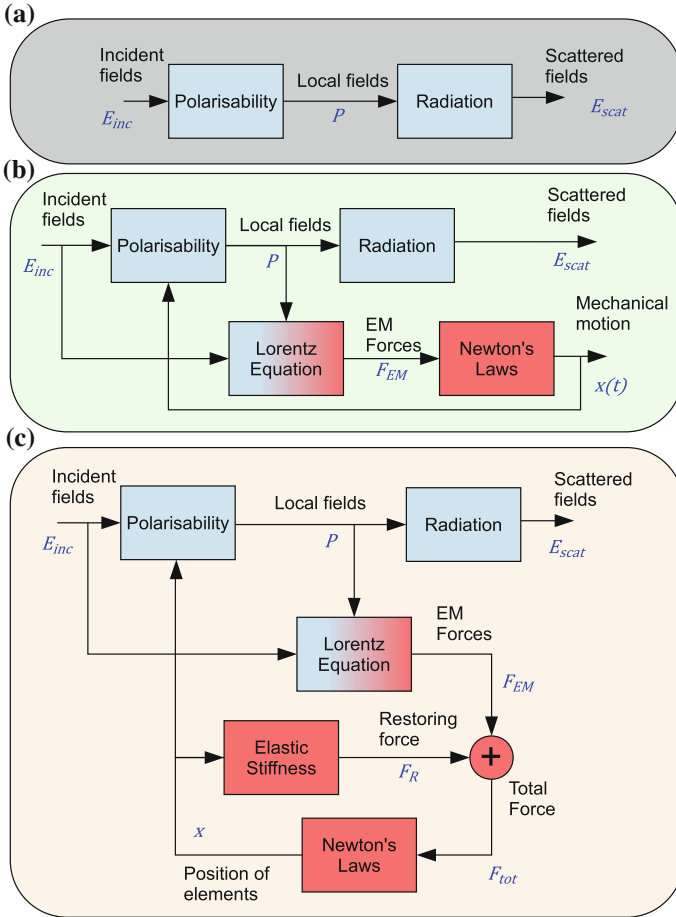 (a)
Incident
fields
E_inc
Polarisability
Local fields
P
Radiation
Scattered
fields
E_scat
(b)
Incident
fields
E_inc
Polarisability
Local fields
P
Radiation
Scattered
fields
E_scat
Lorentz
Equation
EM
Forces
F_EM
Newton's
Laws
Mechanical
motion
x(t)
(c)
Incident
fields
E_inc
Polarisability
Local fields
P
Radiation
Scattered
fields
E_scat
Lorentz
Equation
EM
Forces
F_EM
Elastic
Stiffness
Restoring
force
F_R
+
Total
Force
F_tot
Newton's
Laws
x
Position of
elements